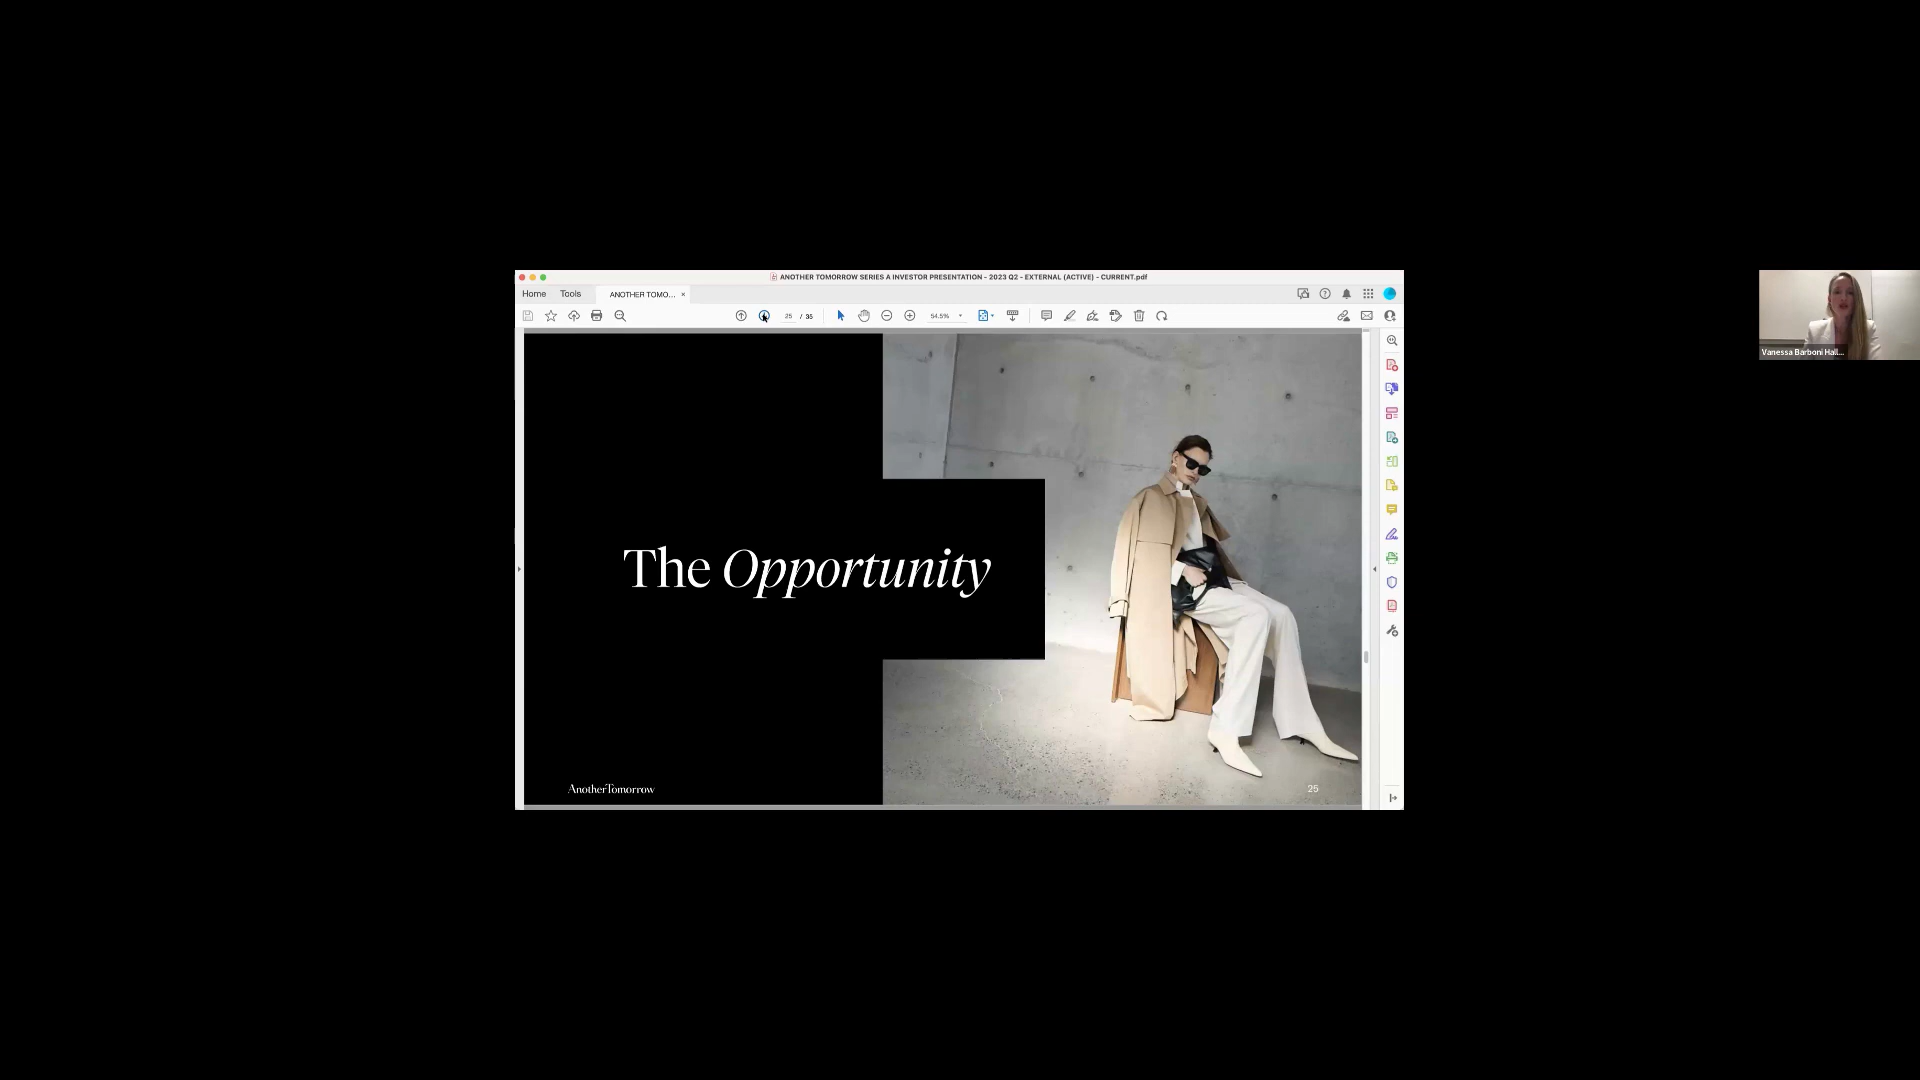 ANOTHER TOMORROW SERIES A INVESTOR PRESENTATION - 2023 Q2 - EXTERNAL (ACTIVE) - CURRENT.pdf
Home
Tools
ANOTHER TOMO... ×
25 / 35
54.5%
The Opportunity
AnotherTomorrow
25
Vanessa Barboni Hall...